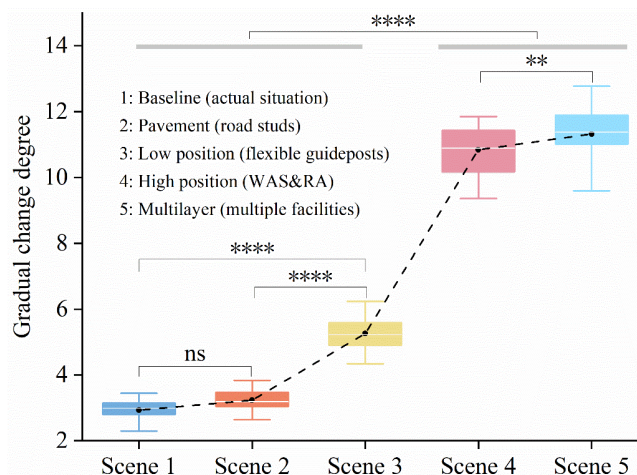 ****
14
**
1: Baseline (actual situation)
2: Pavement (road studs)
12
3: Low position (flexible guideposts)
4: High position (WAS&RA)
10
5: Multilayer (multiple facilities)
Gradual change degree
8
****
****
6
ns
4
2
Scene 1 Scene 2 Scene 3 Scene 4 Scene 5